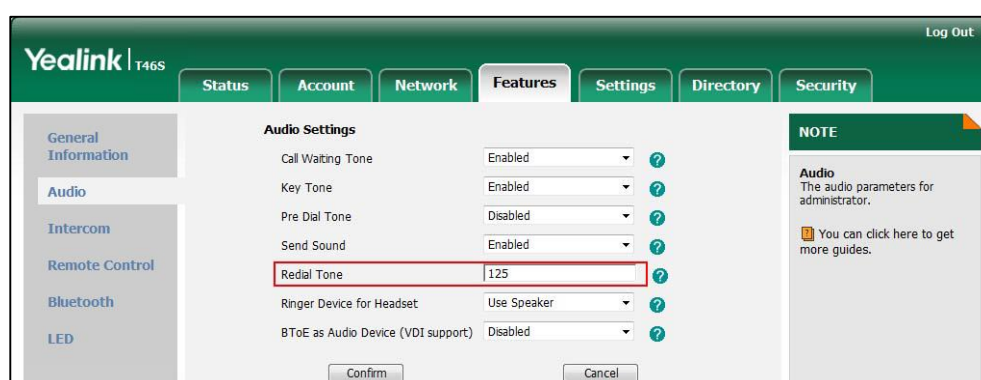 Log Out
Yealink T46S
Status Account Network Features Settings Directory Security
General
Information
Audio
Intercom
Remote Control
Bluetooth
LED
Audio Settings
Call Waiting Tone Enabled ?
Key Tone Enabled ?
Pre Dial Tone Disabled ?
Send Sound Enabled ?
Redial Tone 125 ?
Ringer Device for Headset Use Speaker ?
BToE as Audio Device (VDI support) Disabled ?
Confirm Cancel
NOTE
Audio
The audio parameters for
administrator.
? You can click here to get
more guides.